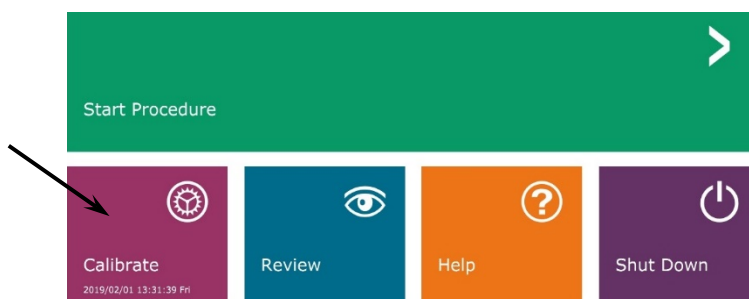 Start Procedure
Calibrate
2019/02/01 13:31:39 Fri
Review
Help
Shut Down